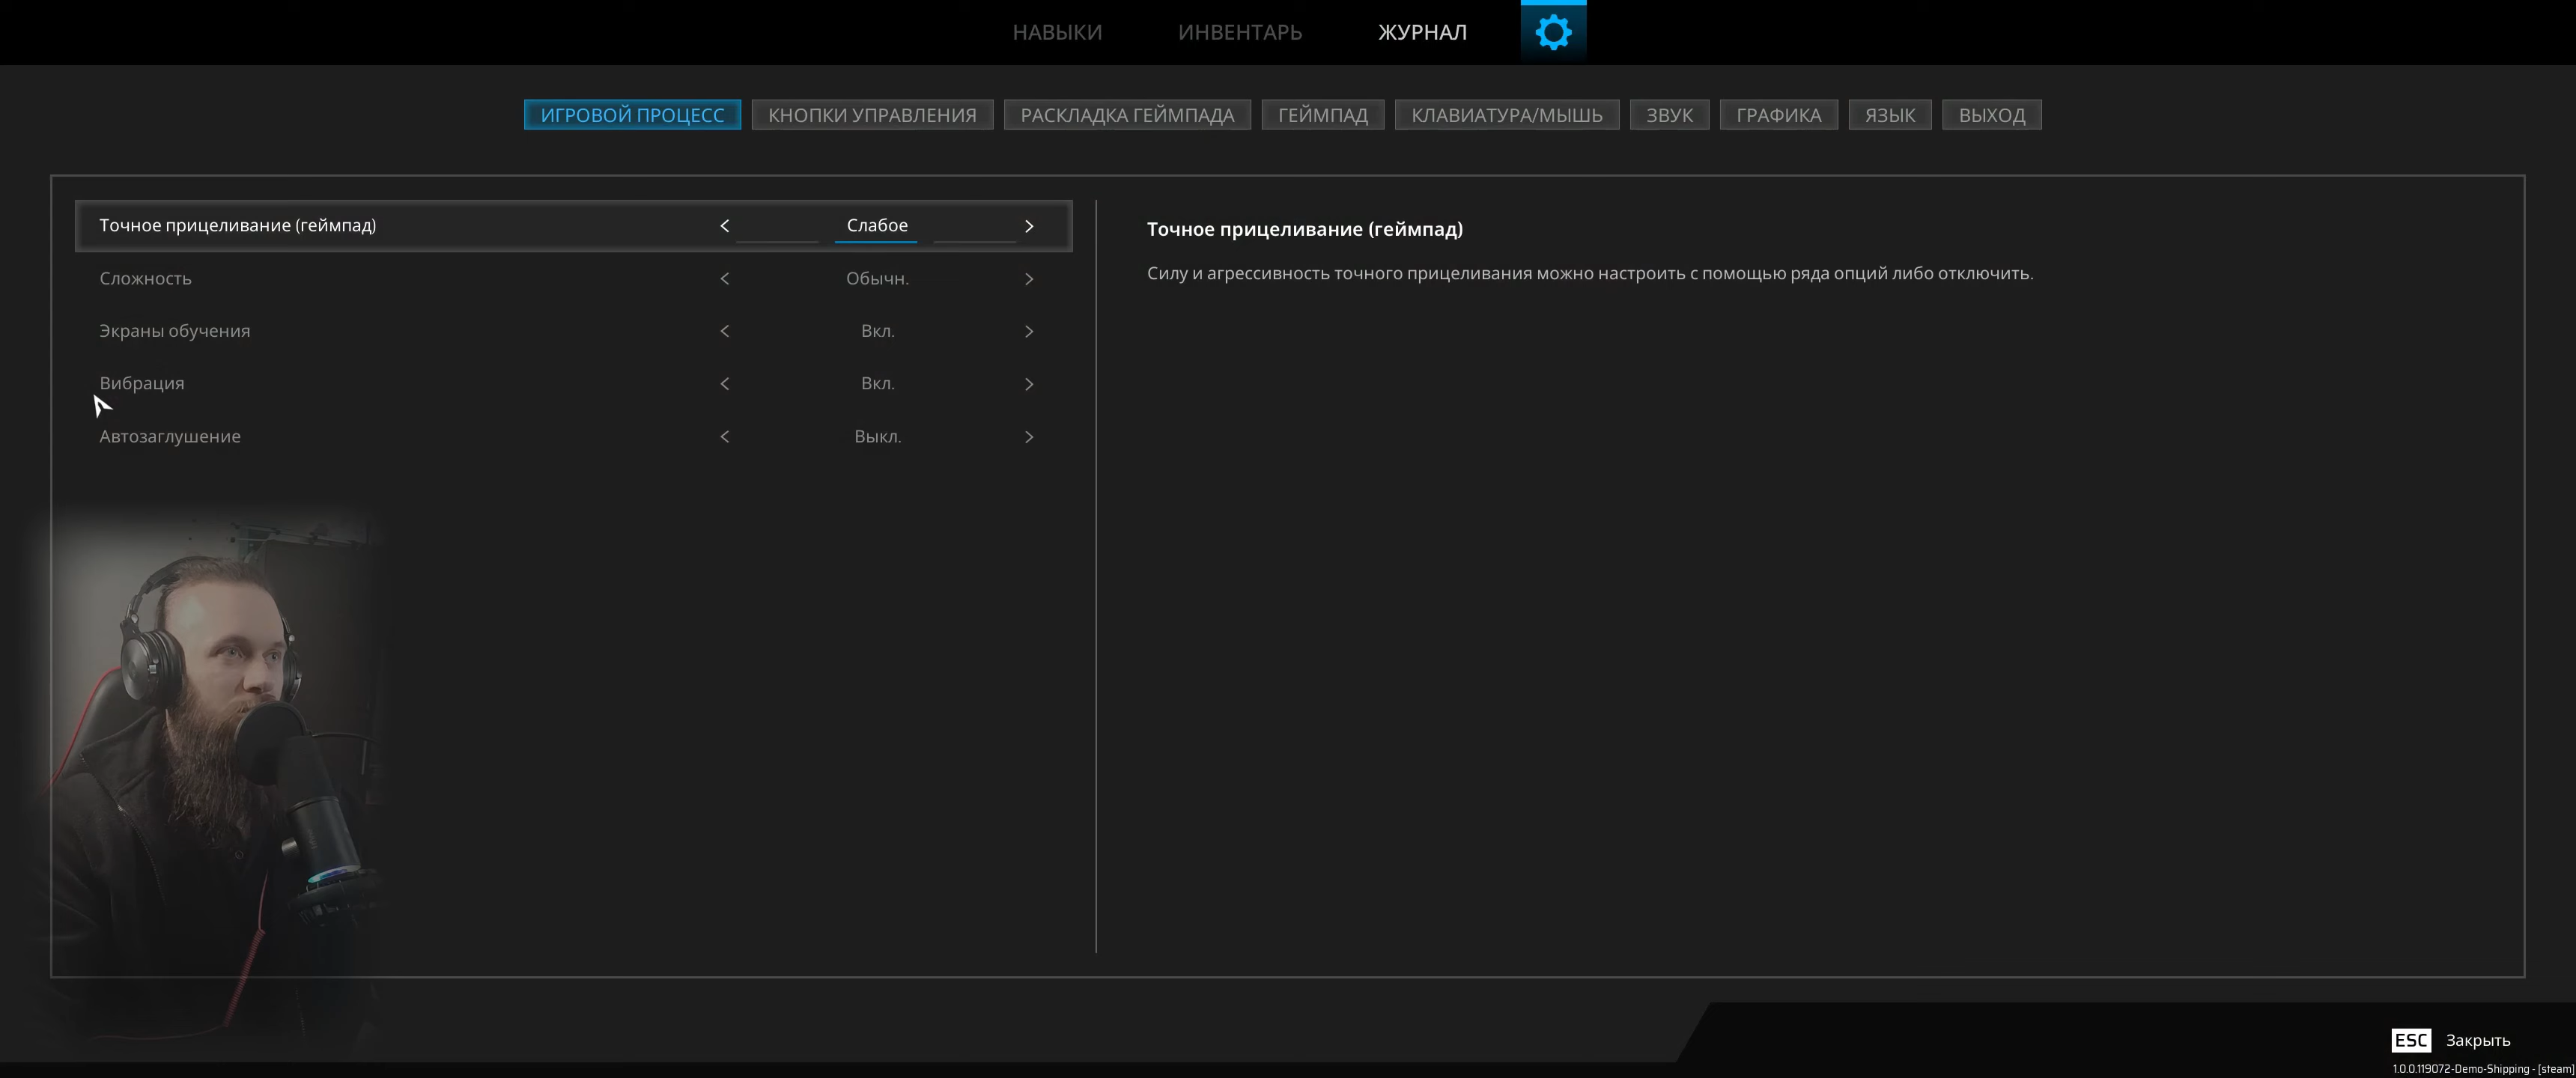 НАВЫКИ ИНВЕНТАРЬ ЖУРНАЛ
ИГРОВОЙ ПРОЦЕСС КНОПКИ УПРАВЛЕНИЯ РАСКЛАДКА ГЕЙМПАДА ГЕЙМПАД КЛАВИАТУРА/МЫШЬ ЗВУК ГРАФИКА ЯЗЫК ВЫХОД
Точное прицеливание (геймпад) < Слабое >
Сложность < Обычн. >
Экраны обучения < Вкл. >
Вибрация < Вкл. >
Автозаглушение < Выкл. >
Точное прицеливание (геймпад)
Силу и агрессивность точного прицеливания можно настроить с помощью ряда опций либо отключить.
ESC Закрыть
1.0.0.119072-Demo-Shipping - [steam]